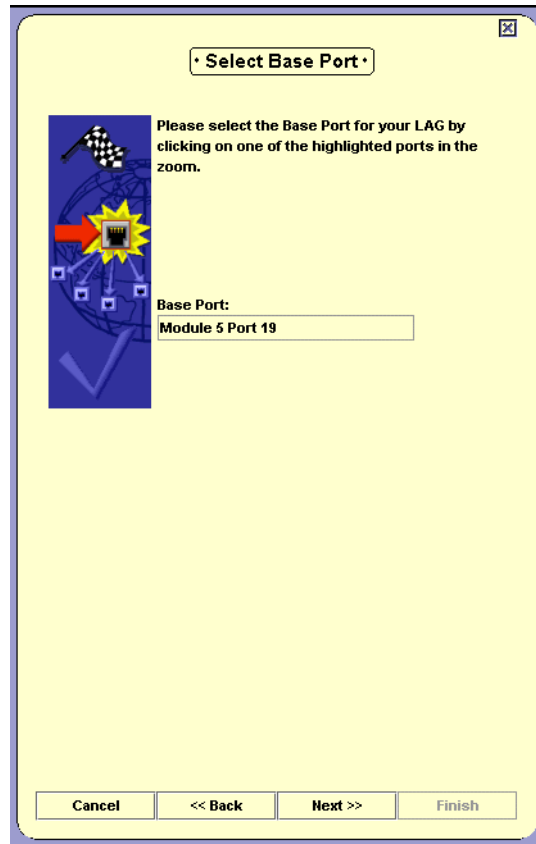 • Select Base Port •
Please select the Base Port for your LAG by
clicking on one of the highlighted ports in the
zoom.
Base Port:
Module 5 Port 19
Cancel
<< Back
Next >>
Finish